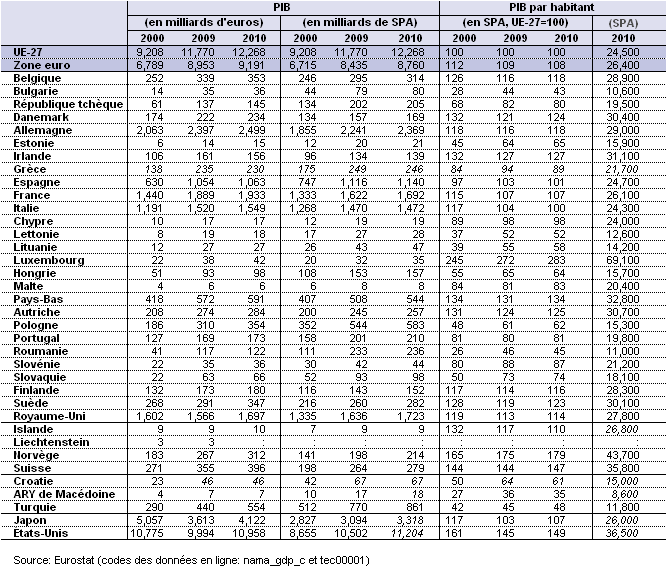 PIB PIB par habitant
(en milliards d'euros) (en milliards de SPA) (en SPA, UE-27=100) (SPA)
2000 2009 2010 2000 2009 2010 2000 2009 2010 2010
UE-27 9,208 11,770 12,268 9,208 11,770 12,268 100 100 100 24,500
Zone euro 6,789 8,953 9,191 6,715 8,435 8,760 112 109 108 26,400
Belgique 252 339 353 246 295 314 126 116 118 28,900
Bulgarie 14 35 36 44 79 80 28 44 43 10,600
République tchèque 61 137 145 134 202 205 68 82 80 19,500
Danemark 174 222 234 134 157 169 132 121 124 30,400
Allemagne 2,063 2,397 2,499 1,855 2,241 2,369 118 116 118 29,000
Estonie 6 14 15 12 20 21 45 64 65 15,900
Irlande 106 161 156 96 134 139 132 127 127 31,100
Grèce 138 235 230 175 249 246 84 94 89 21,700
Espagne 630 1,054 1,063 747 1,116 1,140 97 103 101 24,700
France 1,440 1,889 1,933 1,333 1,622 1,692 115 107 107 26,100
Italie 1,191 1,520 1,549 1,268 1,470 1,472 117 104 100 24,300
Chypre 10 17 17 12 19 19 89 98 98 24,000
Lettonie 8 19 18 17 27 28 37 52 52 12,600
Lituanie 12 27 27 26 43 47 39 55 58 14,200
Luxembourg 22 38 42 20 32 35 245 272 283 69,100
Hongrie 51 93 98 108 153 157 55 65 64 15,700
Malte 4 6 6 6 8 8 84 81 83 20,400
Pays-Bas 418 572 591 407 508 544 134 131 134 32,800
Autriche 208 274 284 200 245 257 131 124 125 30,700
Pologne 186 310 354 352 544 583 48 61 62 15,300
Portugal 127 169 173 158 201 210 81 80 81 19,800
Roumanie 41 117 122 111 233 236 26 46 45 11,000
Slovénie 22 35 36 30 42 44 80 88 87 21,200
Slovaquie 22 63 66 52 93 98 50 73 74 18,100
Finlande 132 173 180 116 143 152 117 114 116 28,300
Suède 268 291 347 216 260 282 128 119 123 30,100
Royaume-Uni 1,602 1,566 1,697 1,335 1,636 1,723 119 113 114 27,800
Islande 9 9 10 7 9 9 132 117 110 26,800
Liechtenstein 3 3 : : : : : : : :
Norvège 183 267 312 141 198 214 165 175 179 43,700
Suisse 271 355 396 198 264 279 144 144 147 35,800
Croatie 23 46 46 42 67 67 50 64 61 15,000
ARY de Macédoine 4 7 7 10 17 18 27 36 35 8,600
Turquie 290 440 554 512 770 861 42 45 48 11,800
Japon 5,057 3,613 4,122 2,827 3,094 3,318 117 103 107 26,000
Etats-Unis 10,775 9,994 10,958 8,655 10,502 11,204 161 145 149 36,500
Source: Eurostat (codes des données en ligne: nama_gdp_c et tec00001)